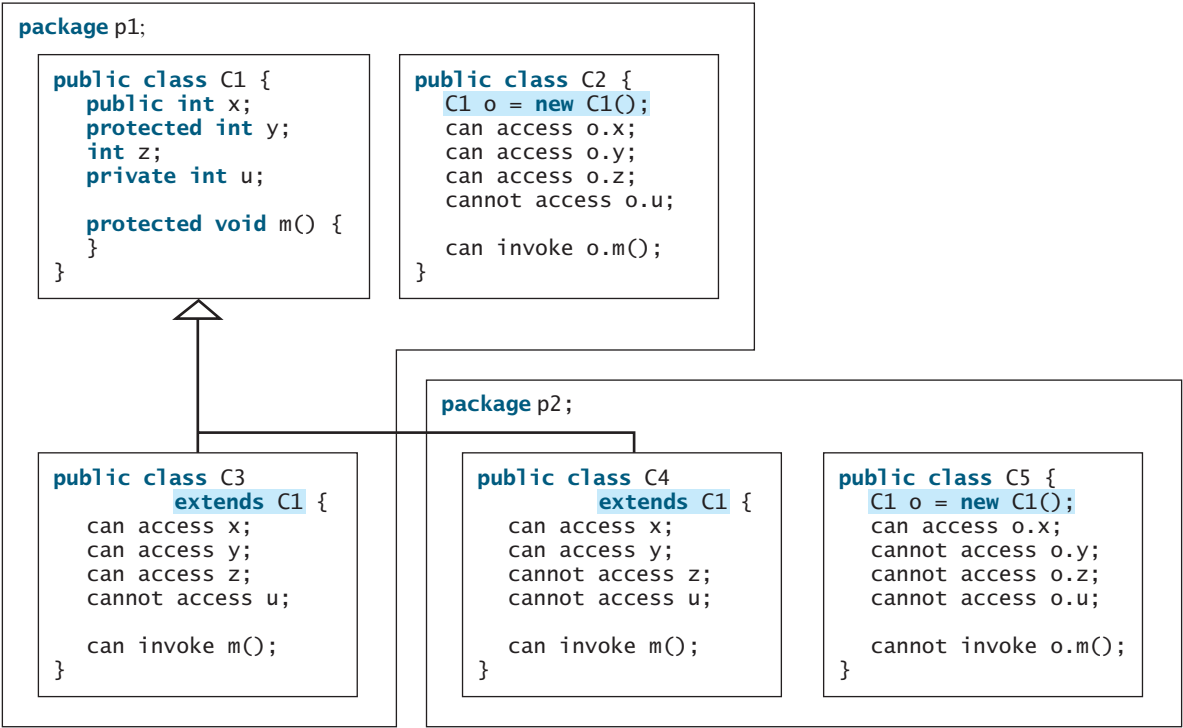 package p1;
public class C1 {
public int x;
protected int y;
int z;
private int u;
protected void m() {
}
}
public class C2 {
C1 o = new C1();
can access o.x;
can access o.y;
can access o.z;
cannot access o.u;
can invoke o.m();
}
public class C3
extends C1 {
can access x;
can access y;
can access z;
cannot access u;
can invoke m();
}
package p2;
public class C4
extends C1 {
can access x;
can access y;
cannot access z;
cannot access u;
can invoke m();
}
public class C5 {
C1 o = new C1();
can access o.x;
cannot access o.y;
cannot access o.z;
cannot access o.u;
cannot invoke o.m();
}